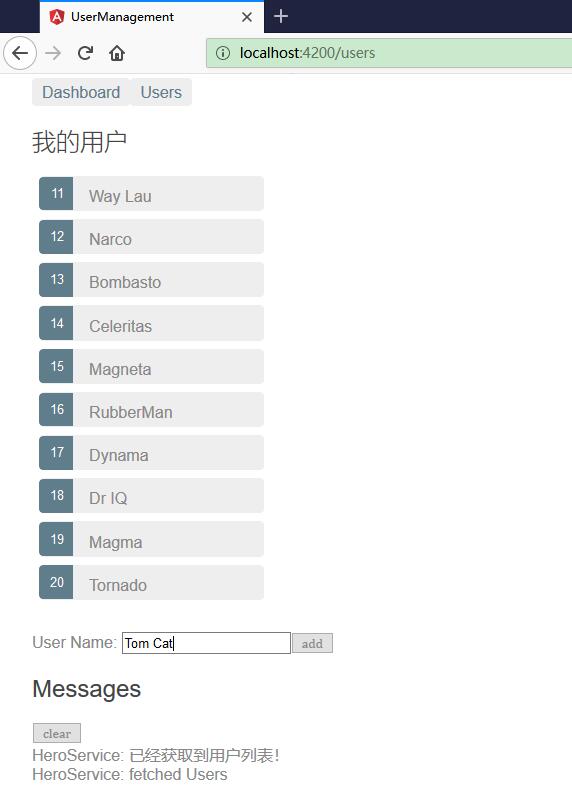 UserManagement
localhost:4200/users
Dashboard Users
我的用户
11 Way Lau
12 Narco
13 Bombasto
14 Celeritas
15 Magneta
16 RubberMan
17 Dynama
18 Dr IQ
19 Magma
20 Tornado
User Name: Tom Cat add
Messages
clear
HeroService: 已经获取到用户列表!
HeroService: fetched Users